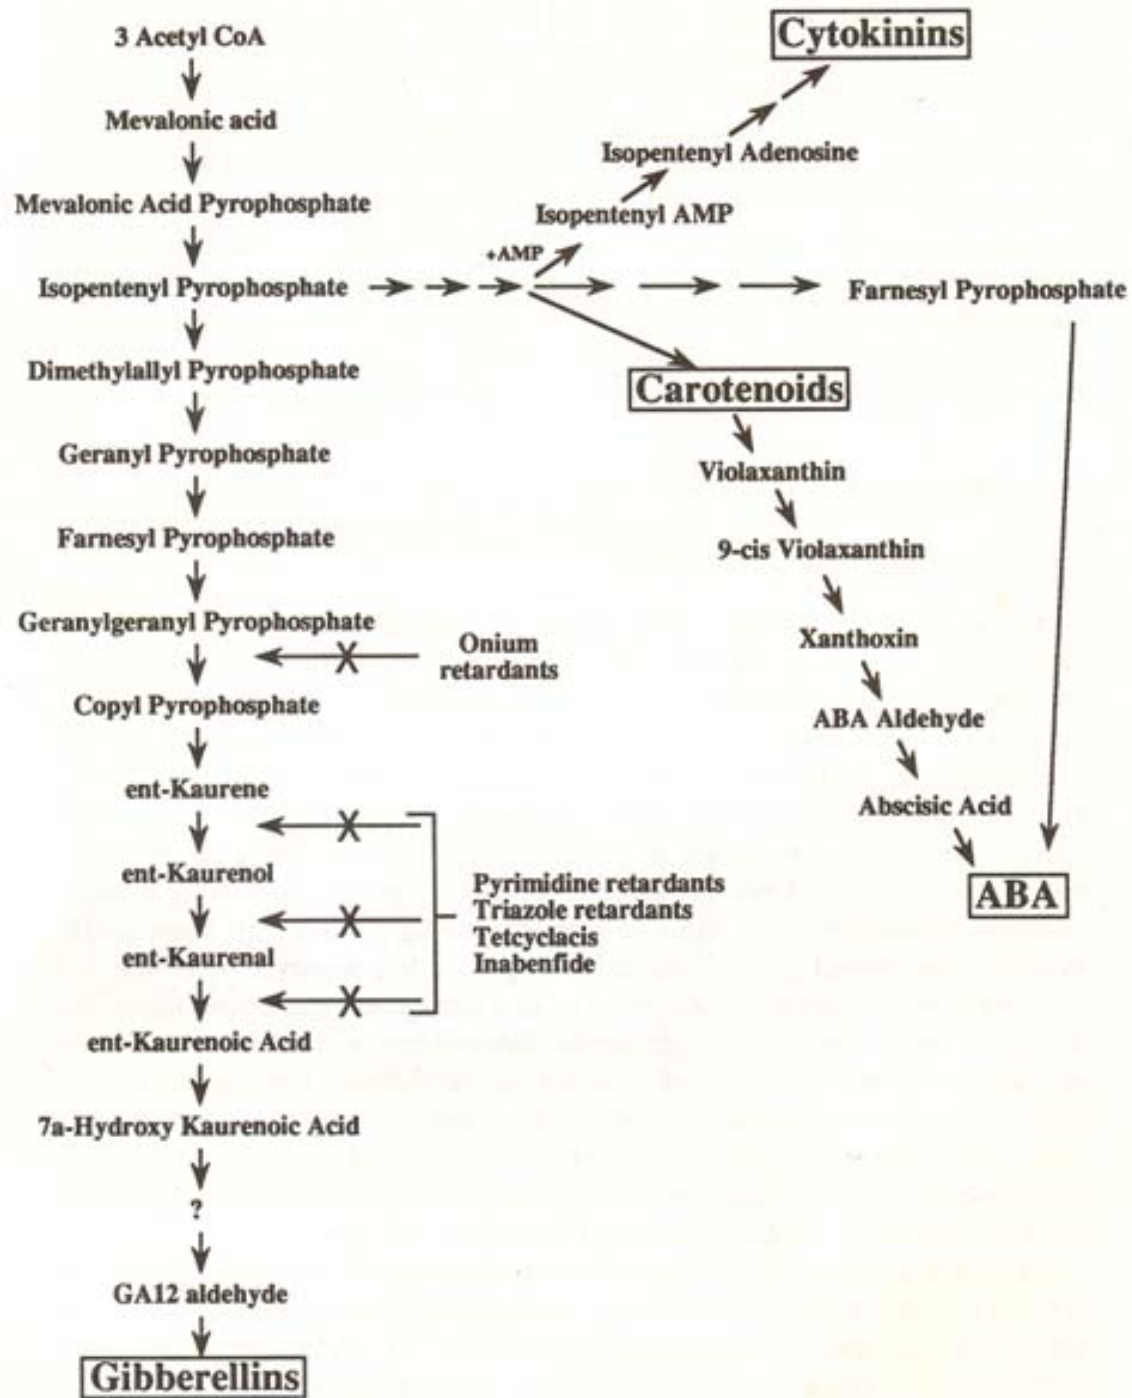 3 Acetyl CoA
Cytokinins
Mevalonic acid
Isopentenyl Adenosine
Mevalonic Acid Pyrophosphate
Isopentenyl AMP
+AMP
Isopentenyl Pyrophosphate
Farnesyl Pyrophosphate
Dimethylallyl Pyrophosphate
Carotenoids
Geranyl Pyrophosphate
Violaxanthin
Farnesyl Pyrophosphate
9-cis Violaxanthin
Geranylgeranyl Pyrophosphate
Onium
retardants
Xanthoxin
Copyl Pyrophosphate
ABA Aldehyde
ent-Kaurene
Abscisic Acid
X
X
ent-Kaurenol
Pyrimidine retardants
Triazole retardants
Tetcyclacis
Inabenfide
ABA
X
ent-Kaurenal
X
ent-Kaurenoic Acid
7a-Hydroxy Kaurenoic Acid
?
GA12 aldehyde
Gibberellins